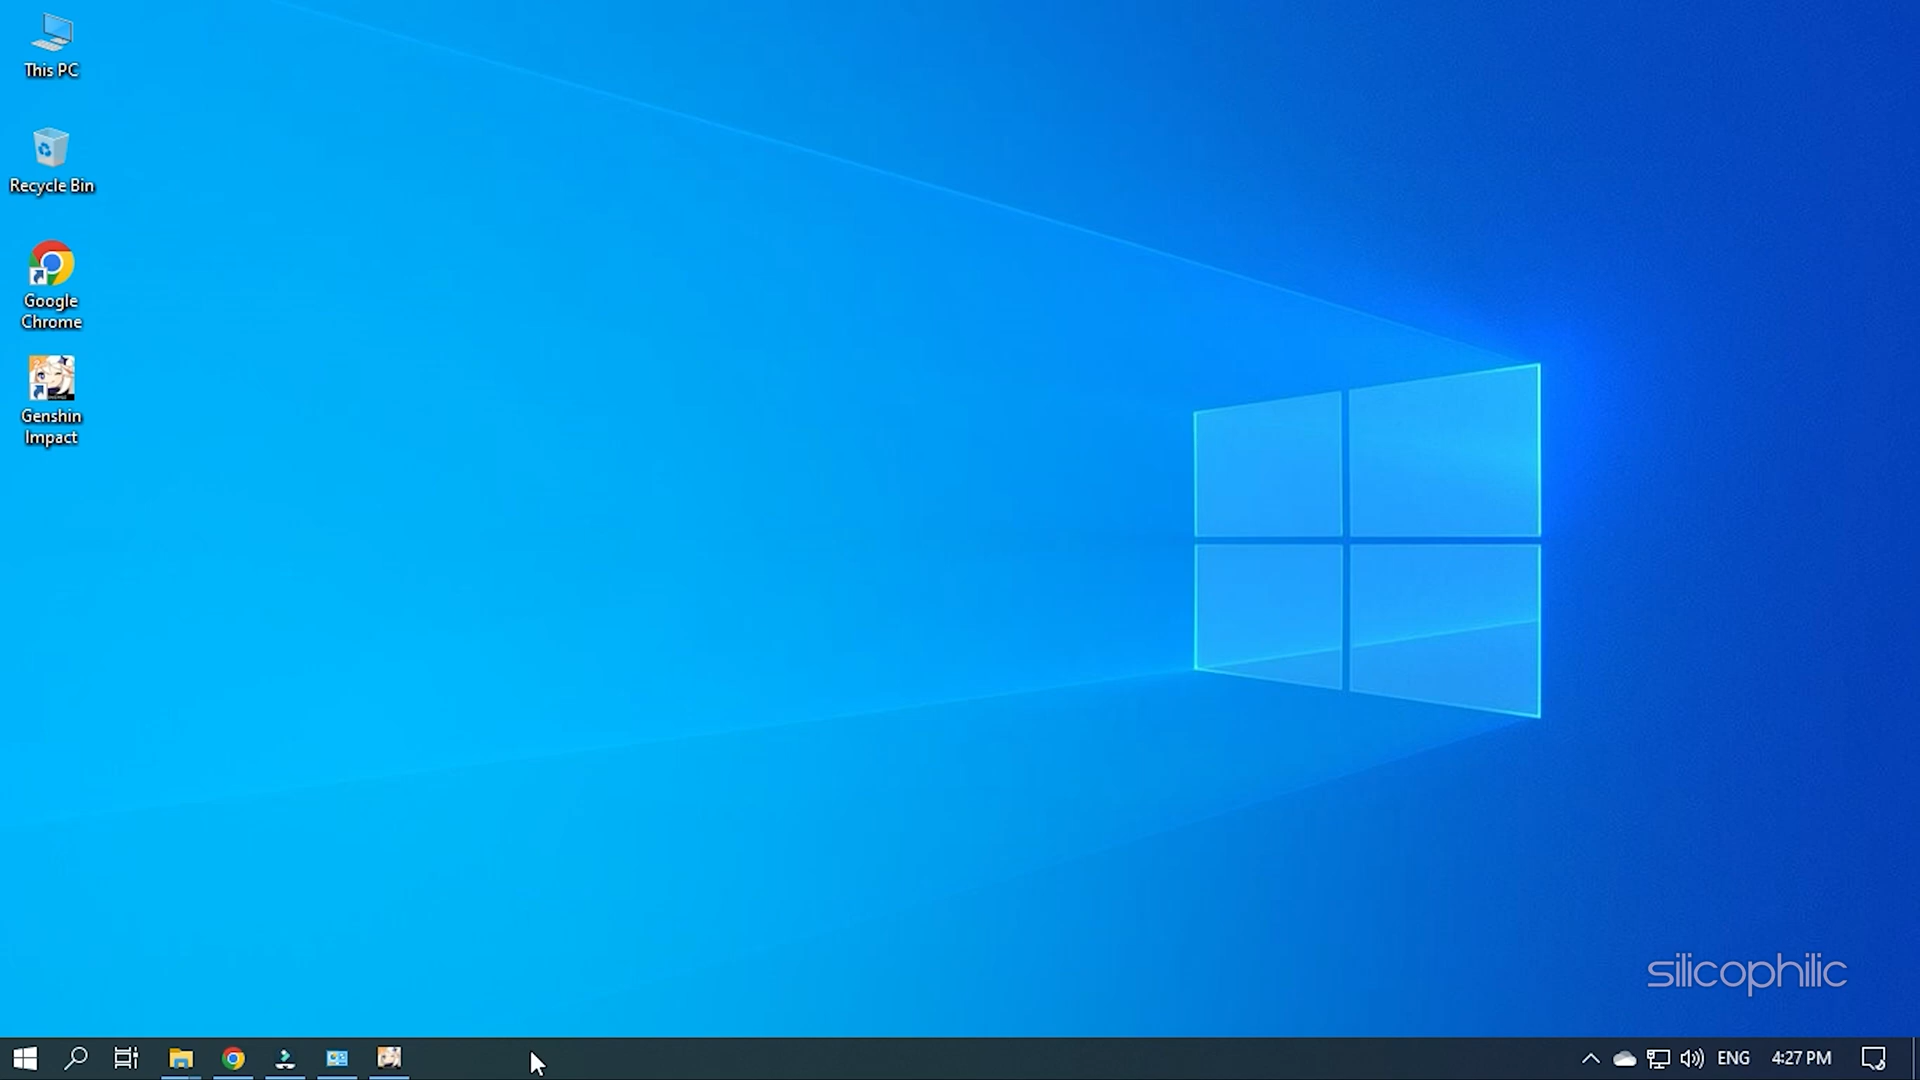 This PC
Recycle Bin
Google
Chrome
Genshin
Impact
silicophilic
ENG
4:27 PM